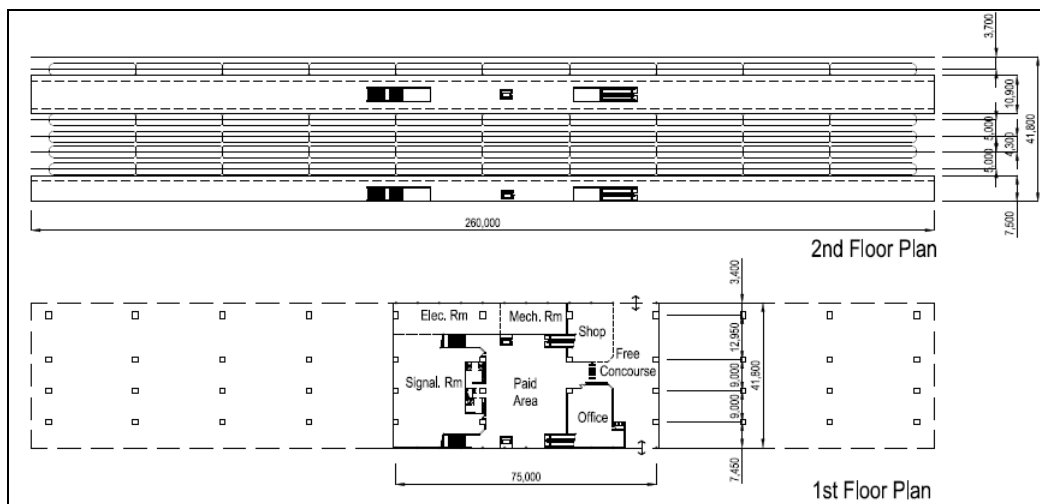 3,700
10,900
5,000
4,300
5,000
41,800
7,500
260,000
2nd Floor Plan
3,400
Elec. Rm
Mech. Rm
Shop
Free
Concourse
Signal. Rm
Paid
Area
Office
12,950
9,000
9,000
41,800
7,450
75,000
1st Floor Plan